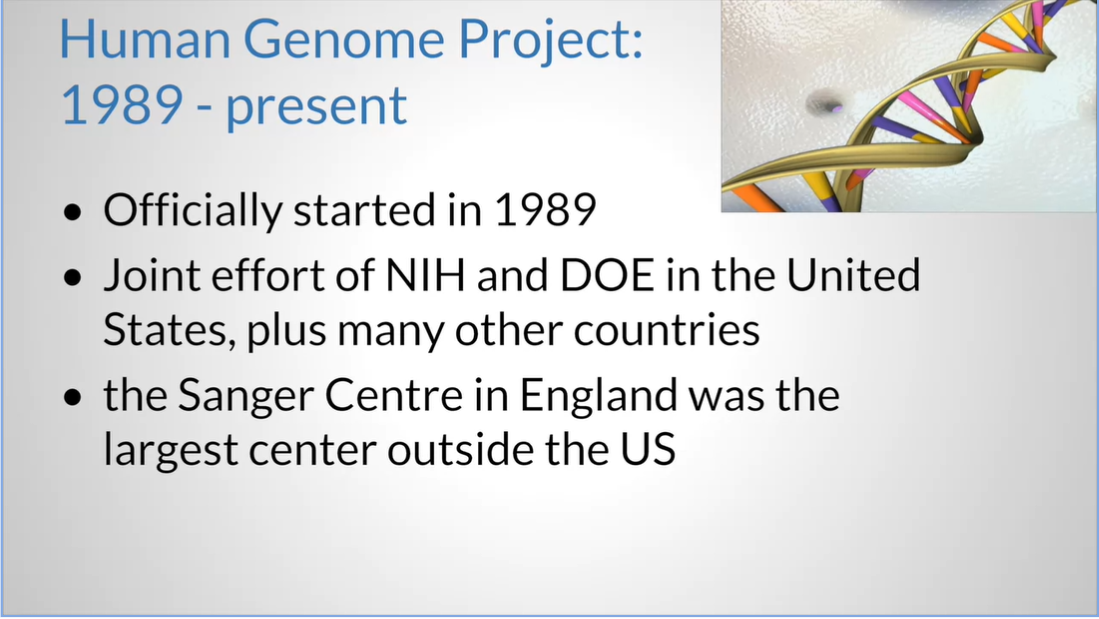 Human Genome Project:
1989 - present
• Officially started in 1989
• Joint effort of NIH and DOE in the United
States, plus many other countries
• the Sanger Centre in England was the
largest center outside the US